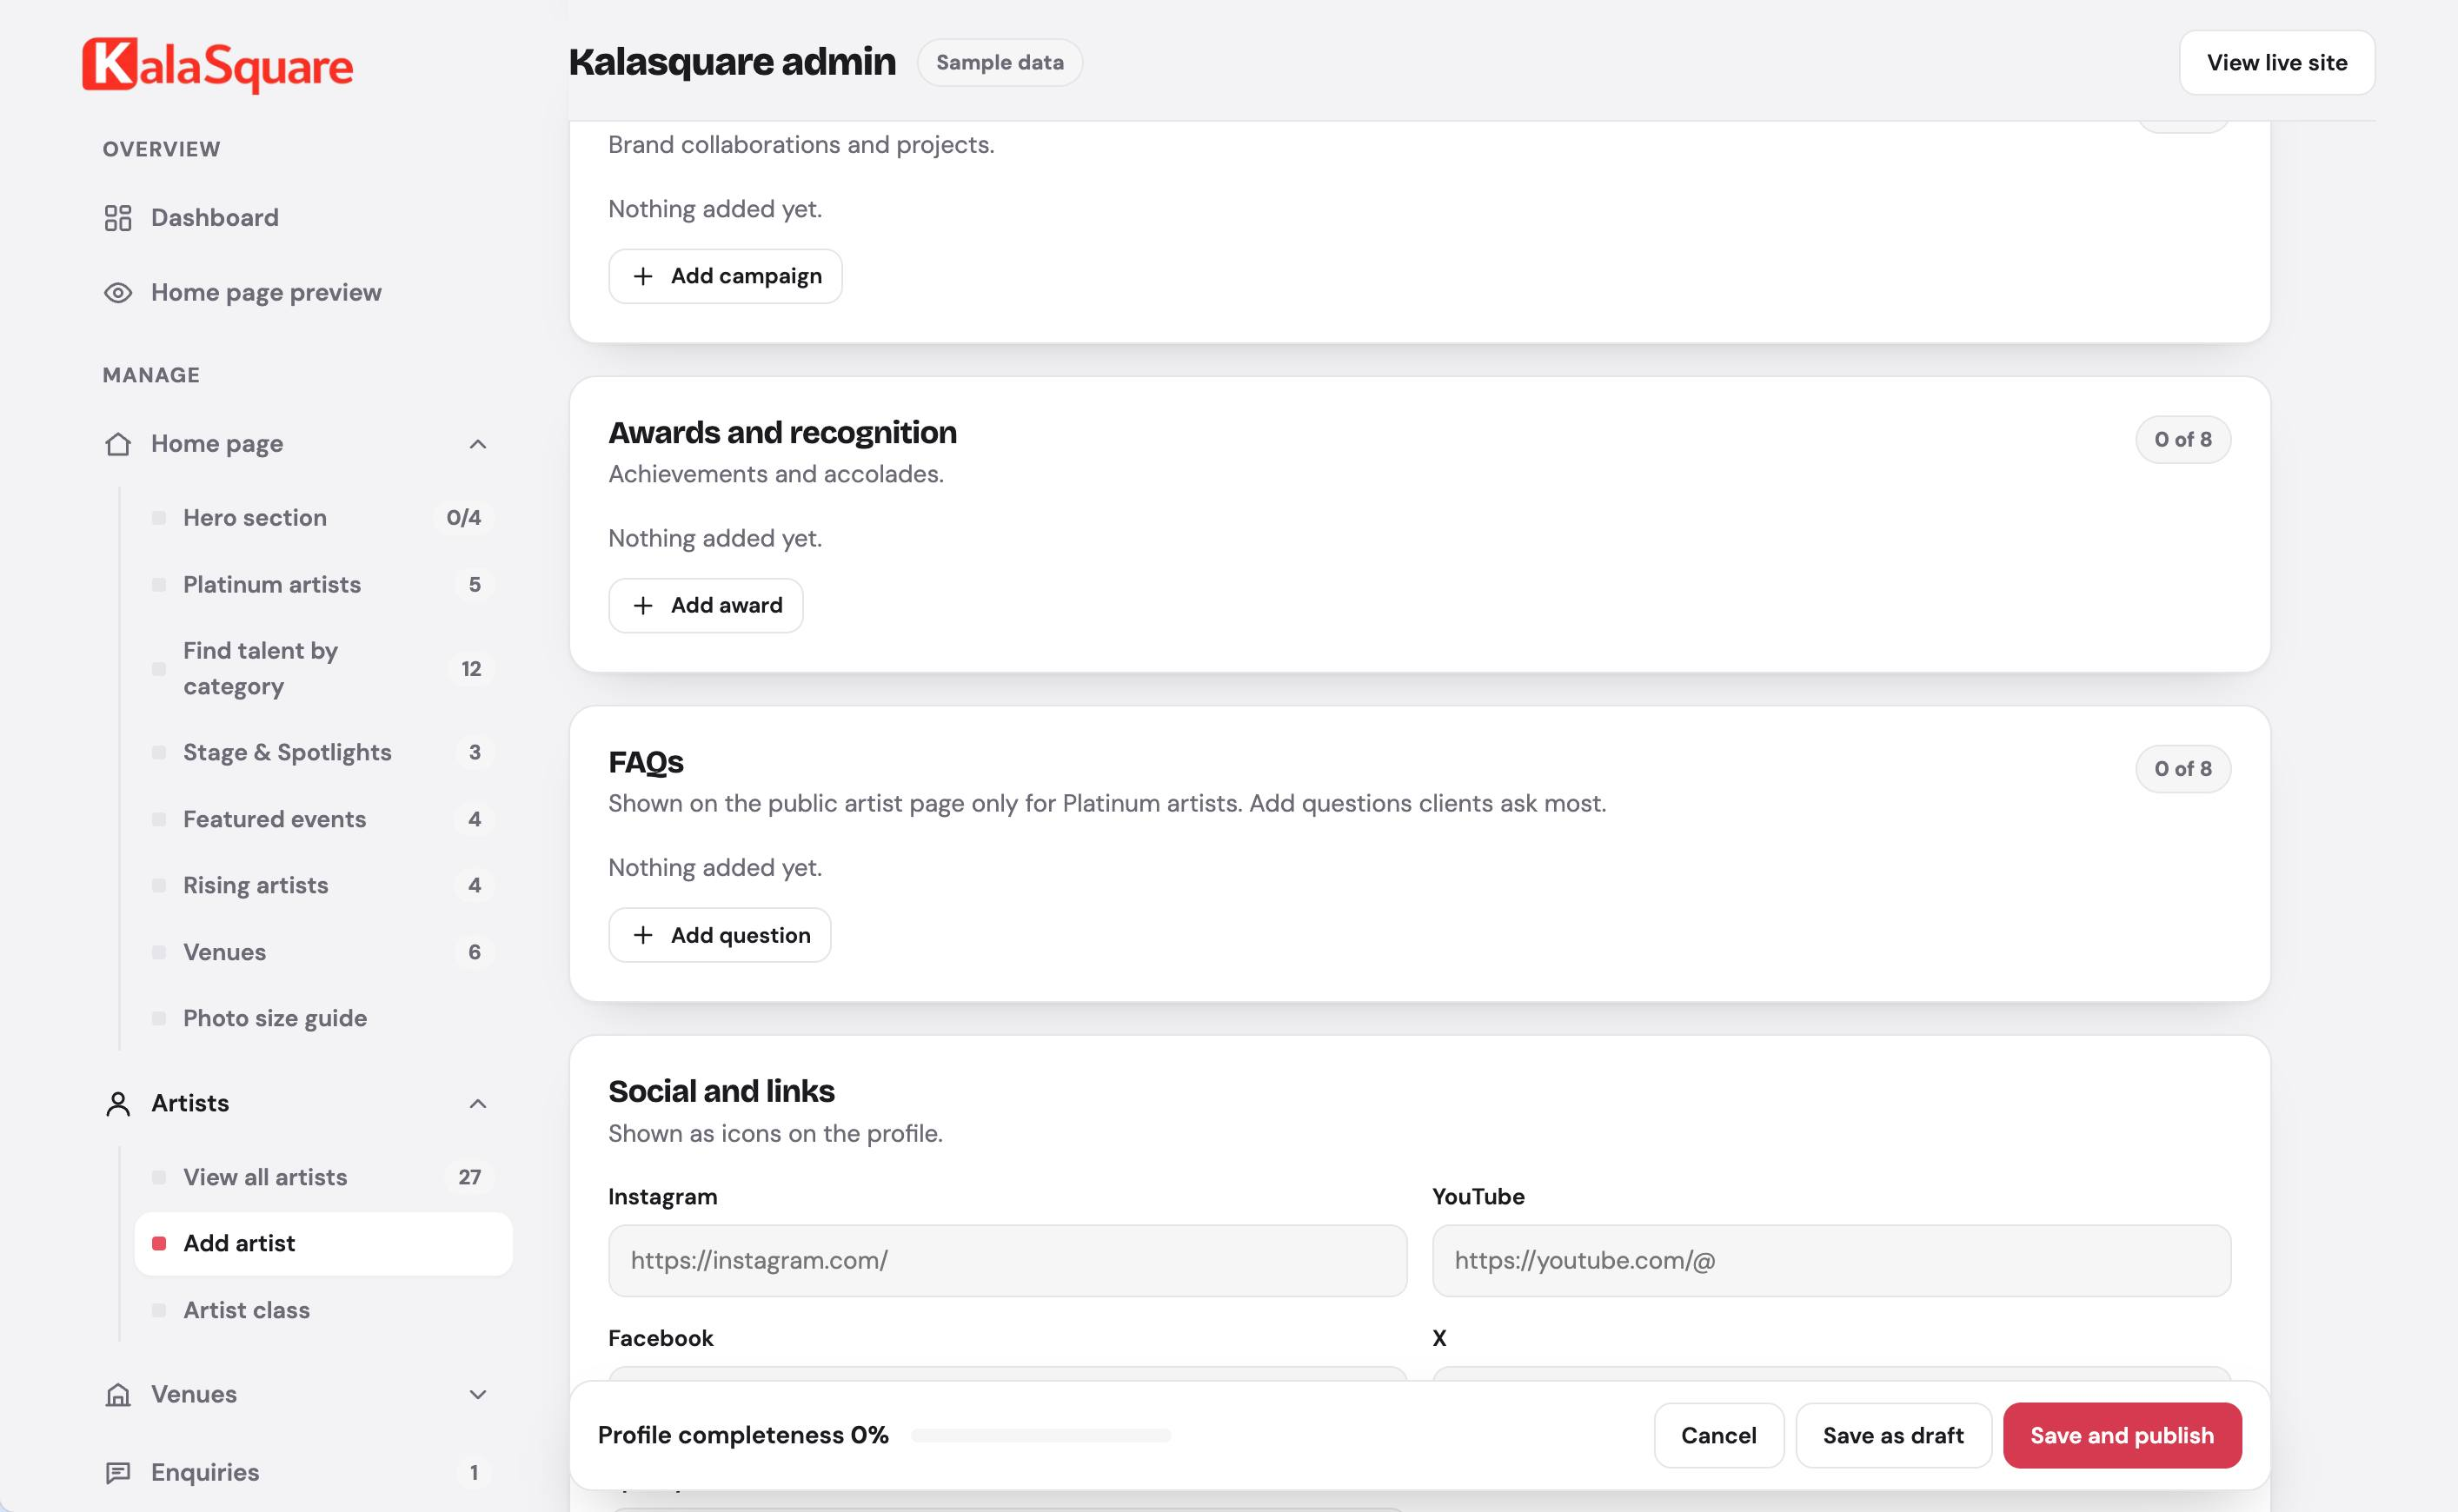 KalaSquare
OVERVIEW
Dashboard
Home page preview
MANAGE
Home page
Hero section 0/4
Platinum artists 5
Find talent by
category 12
Stage & Spotlights 3
Featured events 4
Rising artists 4
Venues 6
Photo size guide
Artists
View all artists 27
Add artist
Artist class
Venues
Enquiries 1
Kalasquare admin Sample data View live site
Brand collaborations and projects.
Nothing added yet.
+ Add campaign
Awards and recognition 0 of 8
Achievements and accolades.
Nothing added yet.
+ Add award
FAQs 0 of 8
Shown on the public artist page only for Platinum artists. Add questions clients ask most.
Nothing added yet.
+ Add question
Social and links
Shown as icons on the profile.
Instagram YouTube
https://instagram.com/ https://youtube.com/@
Facebook X
Profile completeness 0% Cancel Save as draft Save and publish